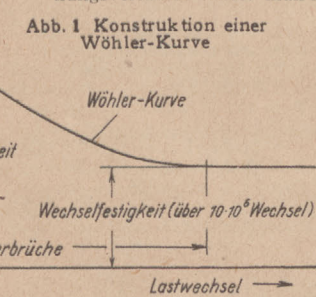 Abb. 1 Konstruktion einer
Wöhler-Kurve
Wöhler-Kurve
Wechselfestigkeit (über 10·10⁶ Wechsel)
Lastwechsel